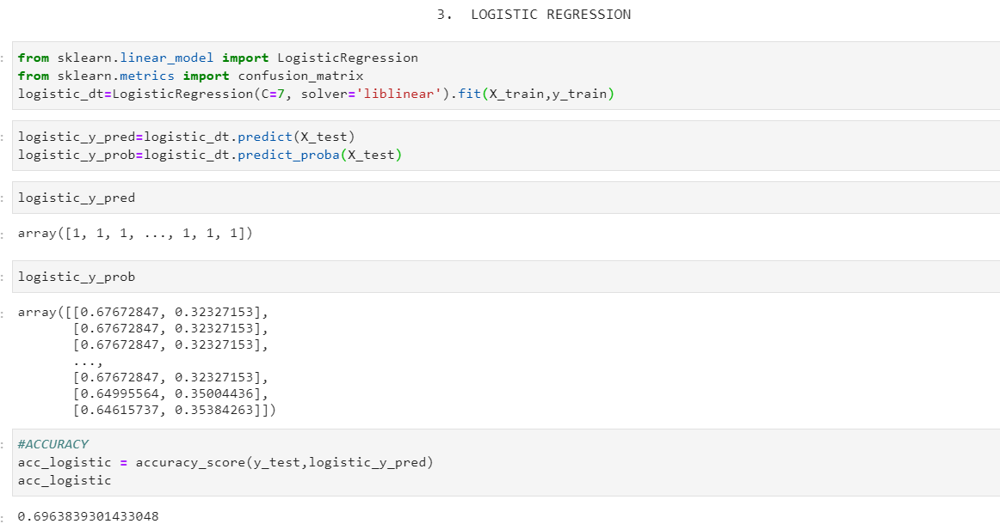 3. LOGISTIC REGRESSION
from sklearn.linear_model import LogisticRegression
from sklearn.metrics import confusion_matrix
logistic_dt=LogisticRegression(C=7, solver='liblinear').fit(X_train,y_train)
logistic_y_pred=logistic_dt.predict(X_test)
logistic_y_prob=logistic_dt.predict_proba(X_test)
logistic_y_pred
array([1, 1, 1, ..., 1, 1, 1])
logistic_y_prob
array([[0.67672847, 0.32327153],
[0.67672847, 0.32327153],
[0.67672847, 0.32327153],
...,
[0.67672847, 0.32327153],
[0.64995564, 0.35004436],
[0.64615737, 0.35384263]])
#ACCURACY
acc_logistic = accuracy_score(y_test,logistic_y_pred)
acc_logistic
0.6963839301433048